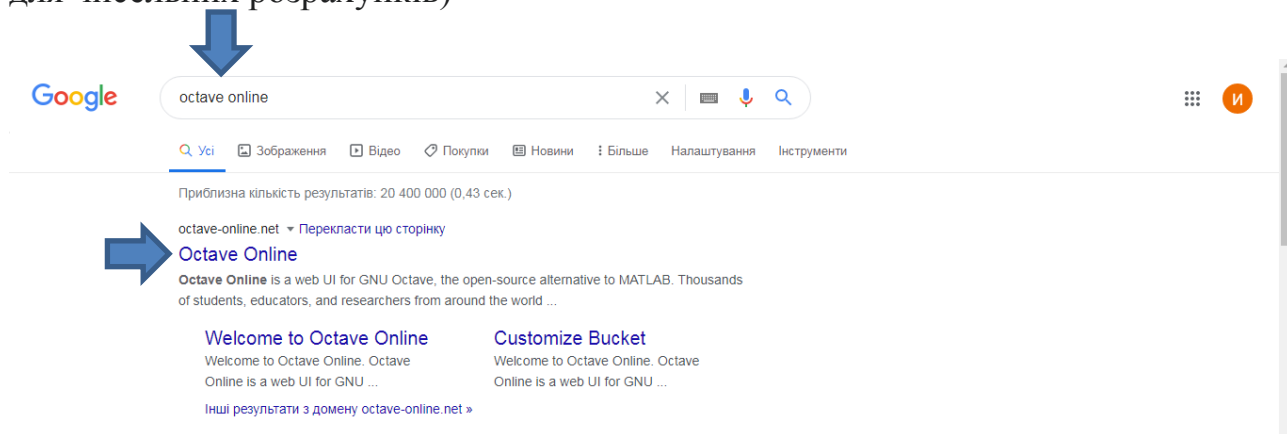 для чисельних розрахунків)
Google
octave online
И
Усі Зображення Відео Покупки Новини Більше Налаштування Інструменти
Приблизна кількість результатів: 20 400 000 (0,43 сек.)
octave-online.net Перекласти цю сторінку
Octave Online
Octave Online is a web UI for GNU Octave, the open-source alternative to MATLAB. Thousands
of students, educators, and researchers from around the world ...
Welcome to Octave Online
Welcome to Octave Online. Octave
Online is a web UI for GNU ...
Customize Bucket
Welcome to Octave Online. Octave
Online is a web UI for GNU ...
Інші результати з домену octave-online.net »